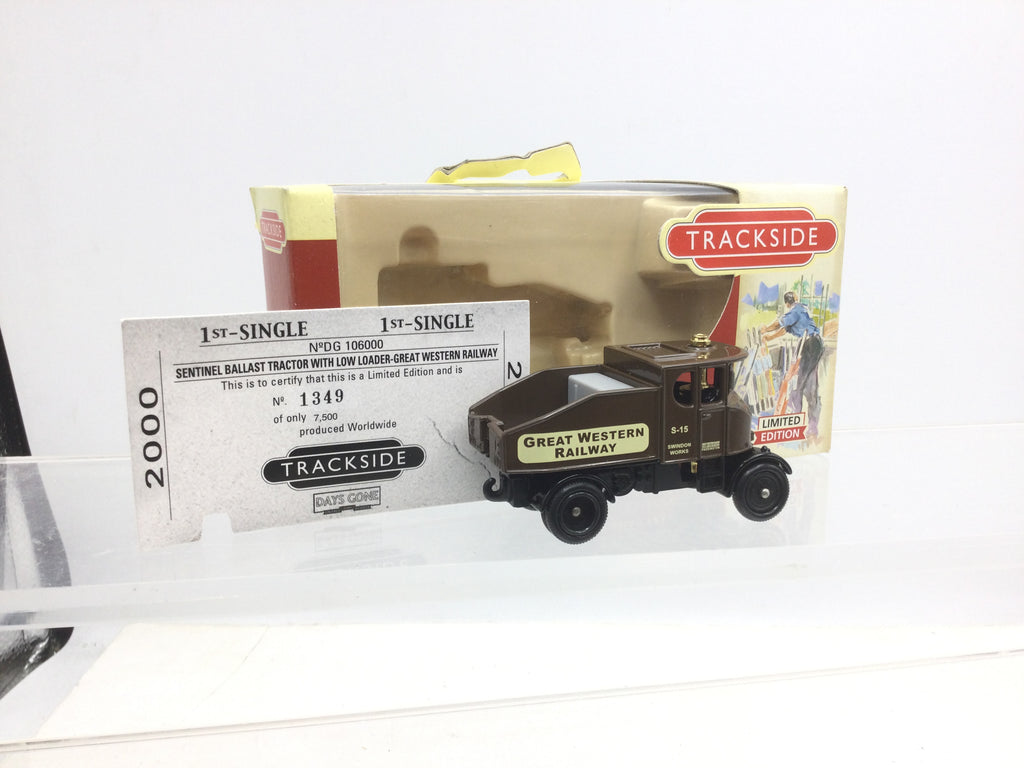 TRACKSIDE
TRACKSIDE
1ST-SINGLE 1ST-SINGLE
NºDG 106000
SENTINEL BALLAST TRACTOR WITH LOW LOADER-GREAT WESTERN RAILWAY
This is to certify that this is a Limited Edition and is
Nº. 1349
of only 7,500
produced Worldwide
TRACKSIDE
DAYS GONE
2000
2
GREAT WESTERN
RAILWAY
S-15
SWINDON
WORKS
LIMITED
EDITION